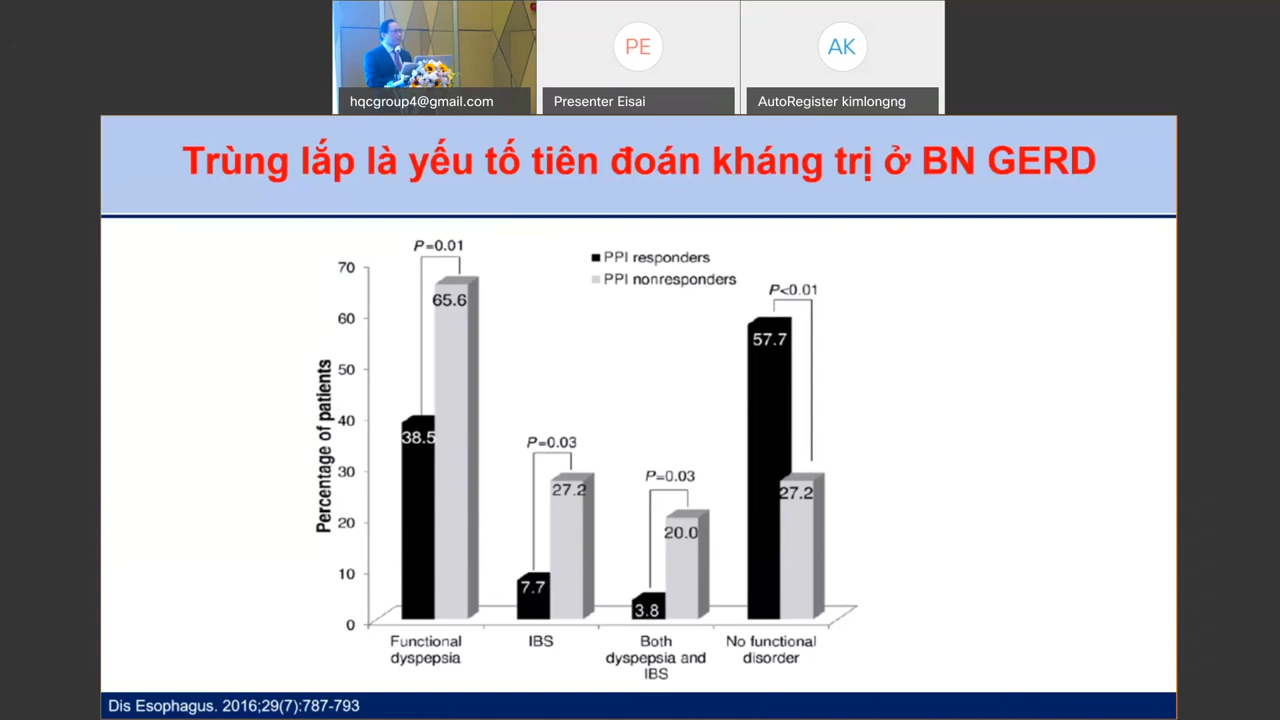 hqcgroup4@gmail.com
PE
Presenter Eisai
AK
AutoRegister kimlongng
Trùng lắp là yếu tố tiên đoán kháng trị ở BN GERD
PPI responders
PPI nonresponders
Percentage of patients
70
60
50
40
30
20
10
0
P=0.01
38.5
65.6
P=0.03
7.7
27.2
P=0.03
3.8
20.0
P<0.01
57.7
27.2
Functional
dyspepsia
IBS
Both
dyspepsia and
IBS
No functional
disorder
Dis Esophagus. 2016;29(7):787-793